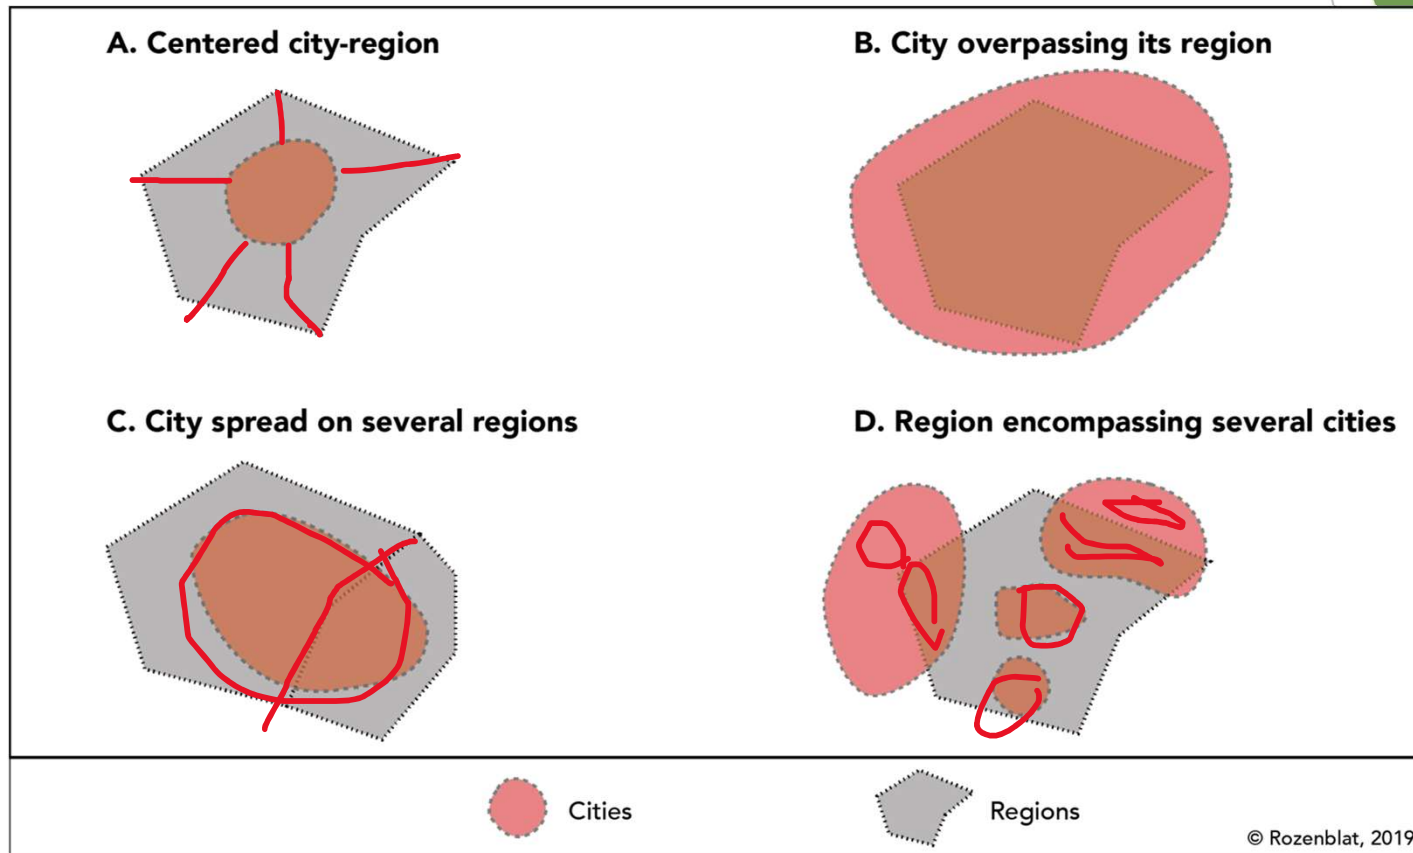 A. Centered city-region
B. City overpassing its region
C. City spread on several regions
D. Region encompassing several cities
Cities
Regions
© Rozenblat, 2019